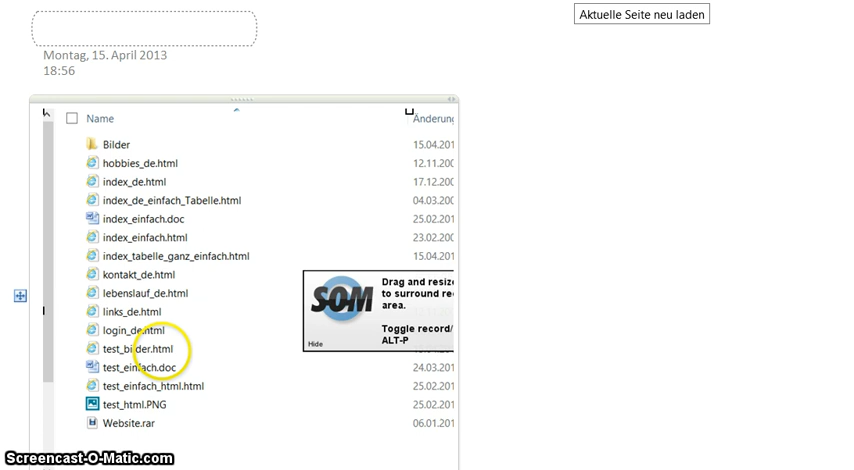 Aktuelle Seite neu laden
Montag, 15. April 2013
18:56
Name Änderung
Bilder 15.04.201
hobbies_de.html 12.11.200
index_de.html 17.12.200
index_de_einfach_Tabelle.html 04.03.200
index_einfach.doc 25.02.201
index_einfach.html 23.02.200
index_tabelle_ganz_einfach.html 15.04.201
kontakt_de.html
lebenslauf_de.html
links_de.html
login_de.html
test_bilder.html
test_einfach.doc 24.03.201
test_einfach_html.html 25.02.201
test_html.PNG 25.02.201
Website.rar 06.01.201
SOM
Drag and resize
to surround re
area.
Toggle record/
ALT-P
Hide
Screencast-O-Matic.com